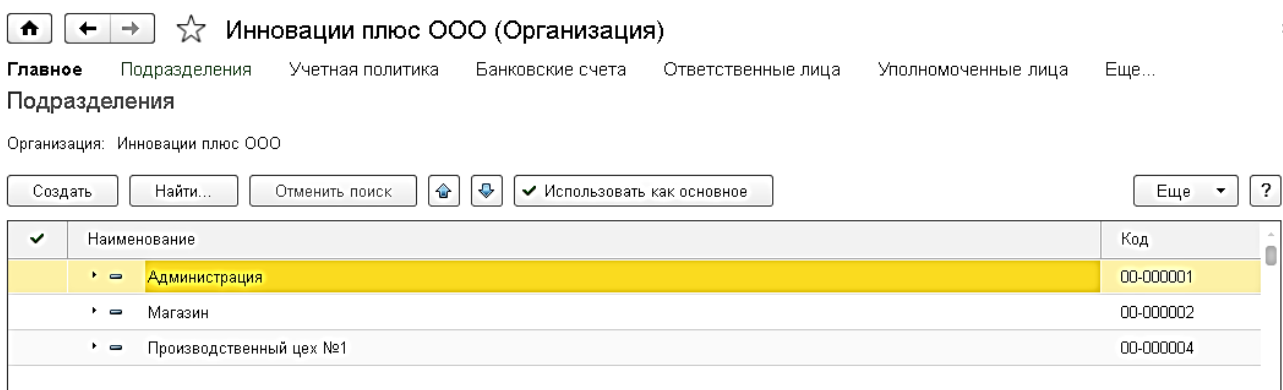 Инновации плюс ООО (Организация)
Главное Подразделения Учетная политика Банковские счета Ответственные лица Уполномоченные лица Еще...
Подразделения
Организация: Инновации плюс ООО
Создать Найти... Отменить поиск Использовать как основное Еще ?
Наименование Код
Администрация 00-000001
Магазин 00-000002
Производственный цех №1 00-000004